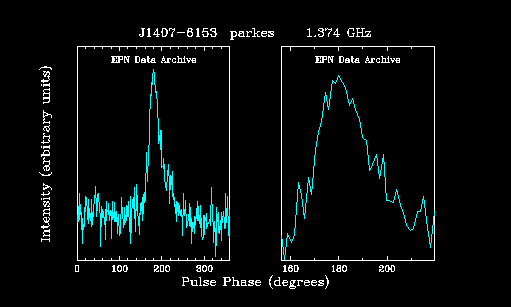 J1407-6153 parkes 1.374 GHz
EPN Data Archive EPN Data Archive
Intensity (arbitrary units)
0 100 200 300 160 180 200
Pulse Phase (degrees)